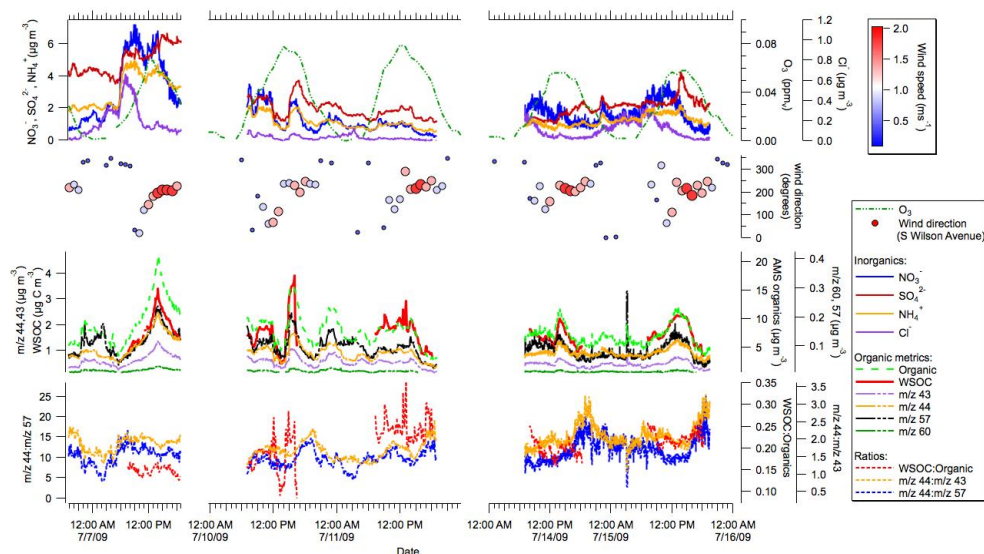 NO₃⁻, SO₄²⁻, NH₄⁺ (µg m⁻³)
6
4
2
0
0.08
0.04
0.00
O₃ (ppmᵥ)
1.2
1.0
0.8
0.6
0.4
0.2
0.0
Cl⁻ (µg m⁻³)
2.0
1.5
1.0
0.5
Wind speed (ms⁻¹)
300
200
100
0
wind direction
(degrees)
O₃
Wind direction
(S Wilson Avenue)
Inorganics:
NO₃⁻
SO₄²⁻
NH₄⁺
Cl⁻
Organic metrics:
Organic
WSOC
m/z 43
m/z 44
m/z 57
m/z 60
Ratios:
WSOC:Organic
m/z 44:m/z 43
m/z 44:m/z 57
m/z 44,43 (µg m⁻³)
WSOC (µg C m⁻³)
4
3
2
1
20
15
10
5
AMS organics (µg m⁻³)
0.4
0.3
0.2
0.1
0.0
m/z 60, 57 (µg m⁻³)
m/z 44:m/z 57
25
20
15
10
5
0
0.35
0.30
0.25
0.20
0.15
0.10
WSOC:Organics
3.5
3.0
2.5
2.0
1.5
1.0
0.5
m/z 44:m/z 43
12:00 AM 12:00 PM 12:00 AM 12:00 PM 12:00 AM 12:00 PM 12:00 AM 12:00 PM 12:00 AM 12:00 PM 12:00 AM
7/7/09 7/10/09 7/11/09 7/14/09 7/15/09 7/16/09
Date